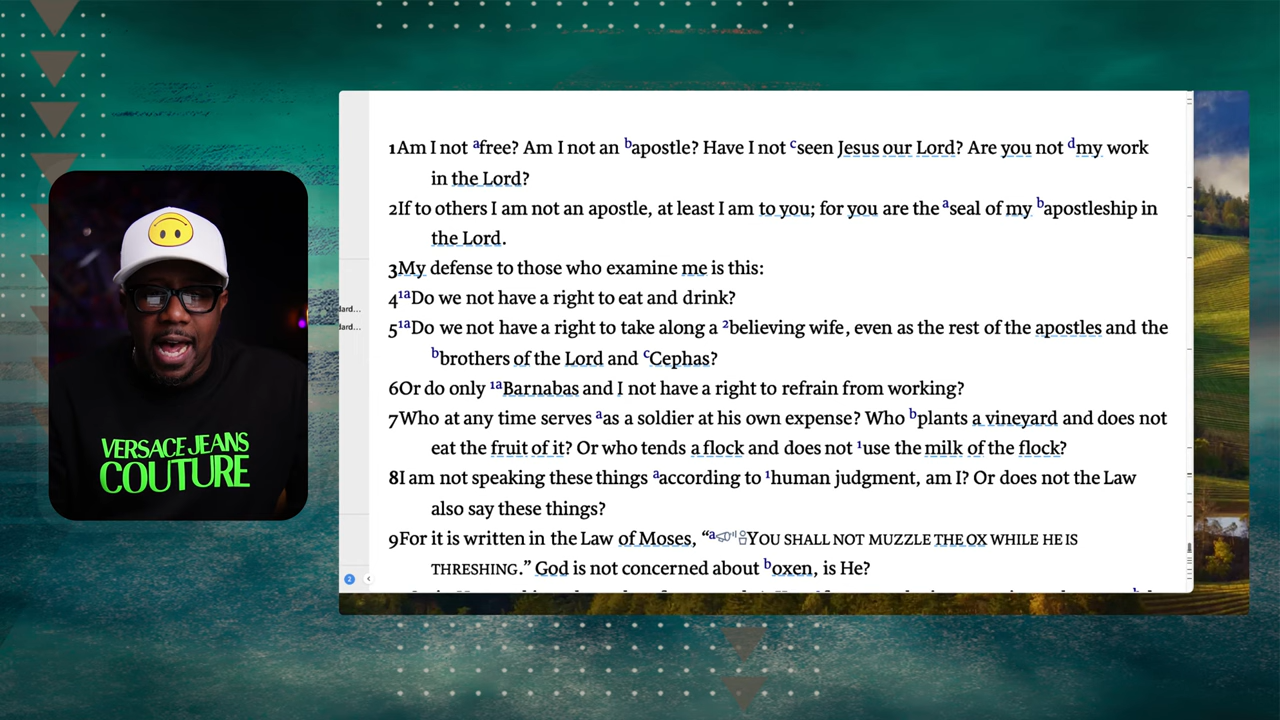 1Am I not afree? Am I not an bapostle? Have I not cseen Jesus our Lord? Are you not dmy work
in the Lord?
2If to others I am not an apostle, at least I am to you; for you are the aseal of my bapostleship in
the Lord.
3My defense to those who examine me is this:
41aDo we not have a right to eat and drink?
51aDo we not have a right to take along a 2believing wife, even as the rest of the apostles and the
bbrothers of the Lord and cCephas?
6Or do only 1aBarnabas and I not have a right to refrain from working?
7Who at any time serves aas a soldier at his own expense? Who bplants a vineyard and does not
eat the fruit of it? Or who tends a flock and does not 1use the milk of the flock?
8I am not speaking these things aaccording to 1human judgment, am I? Or does not the Law
also say these things?
9For it is written in the Law of Moses, “aYOU SHALL NOT MUZZLE THE OX WHILE HE IS
THRESHING.” God is not concerned about boxen, is He?
dard...
dard...
2
VERSACE JEANS
COUTURE